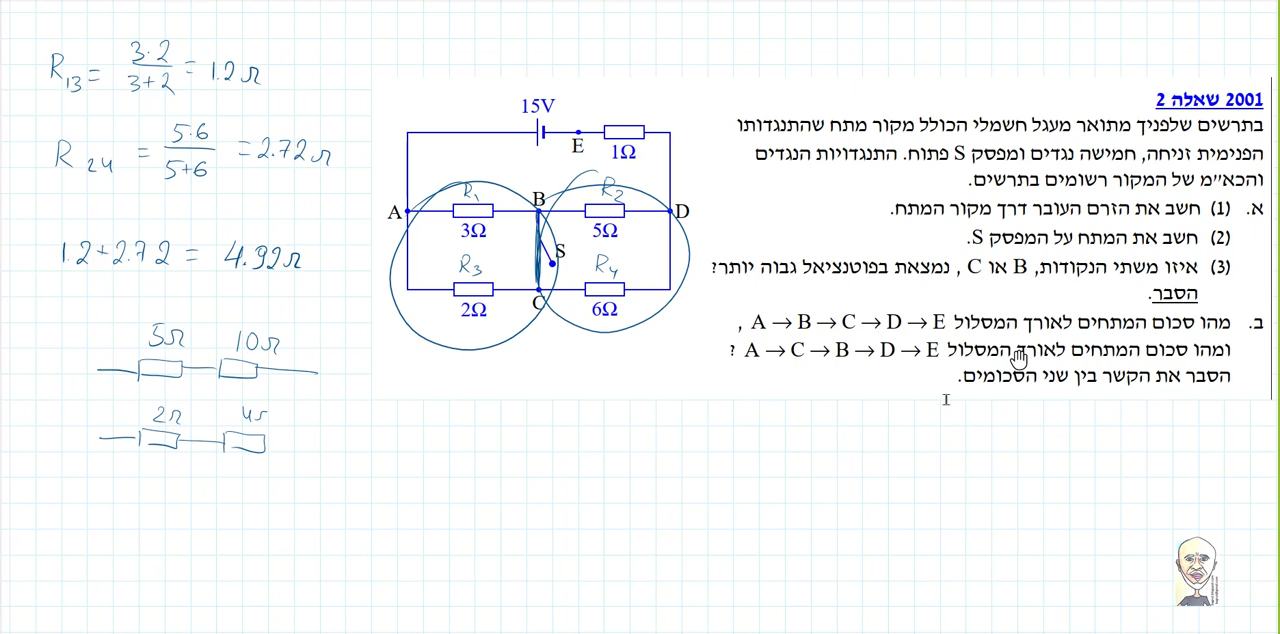 R13 = 3·2 / 3+2 = 1.2Ω
R24 = 5·6 / 5+6 = 2.72Ω
1.2+2.72 = 4.92Ω
5Ω 10Ω
2Ω 4Ω
15V
E
1Ω
A R1 B R2 D
3Ω 5Ω
S
R3 R4
C
2Ω 6Ω
2001 שאלה 2
בתרשים שלפניך מתואר מעגל חשמלי הכולל מקור מתח שהתנגדותו
הפנימית זניחה, חמישה נגדים ומפסק S פתוח. התנגדויות הנגדים
והכא"מ של המקור רשומים בתרשים.
א. (1) חשב את הזרם העובר דרך מקור המתח.
(2) חשב את המתח על המפסק S.
(3) איזו משתי הנקודות, B או C , נמצאת בפוטנציאל גבוה יותר?
הסבר.
ב. מהו סכום המתחים לאורך המסלול A → B → C → D → E ,
ומהו סכום המתחים לאורך המסלול A → C → B → D → E ?
הסבר את הקשר בין שני הסכומים.